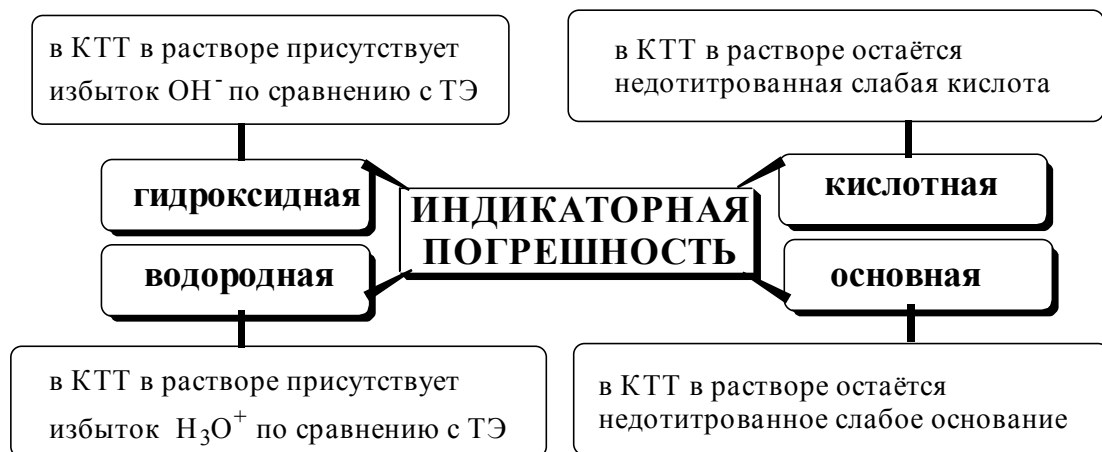 в КТТ в растворе присутствует
избыток OH⁻ по сравнению с ТЭ
в КТТ в растворе остаётся
недотитрованная слабая кислота
гидроксидная
кислотная
ИНДИКАТОРНАЯ
ПОГРЕШНОСТЬ
водородная
основная
в КТТ в растворе присутствует
избыток H₃O⁺ по сравнению с ТЭ
в КТТ в растворе остаётся
недотитрованное слабое основание